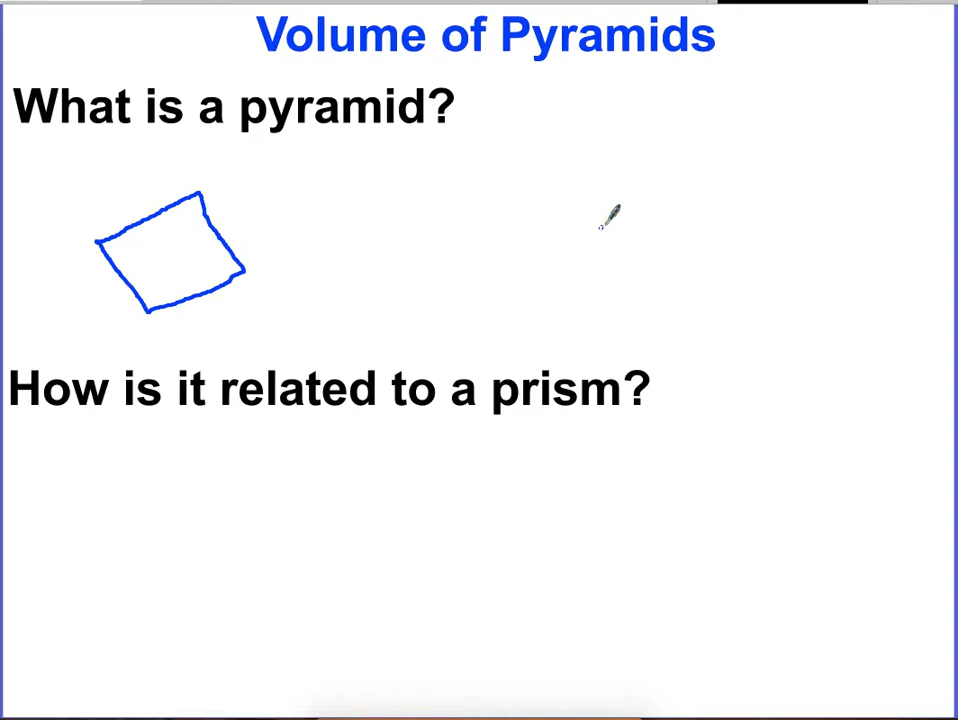 Volume of Pyramids
What is a pyramid?
How is it related to a prism?